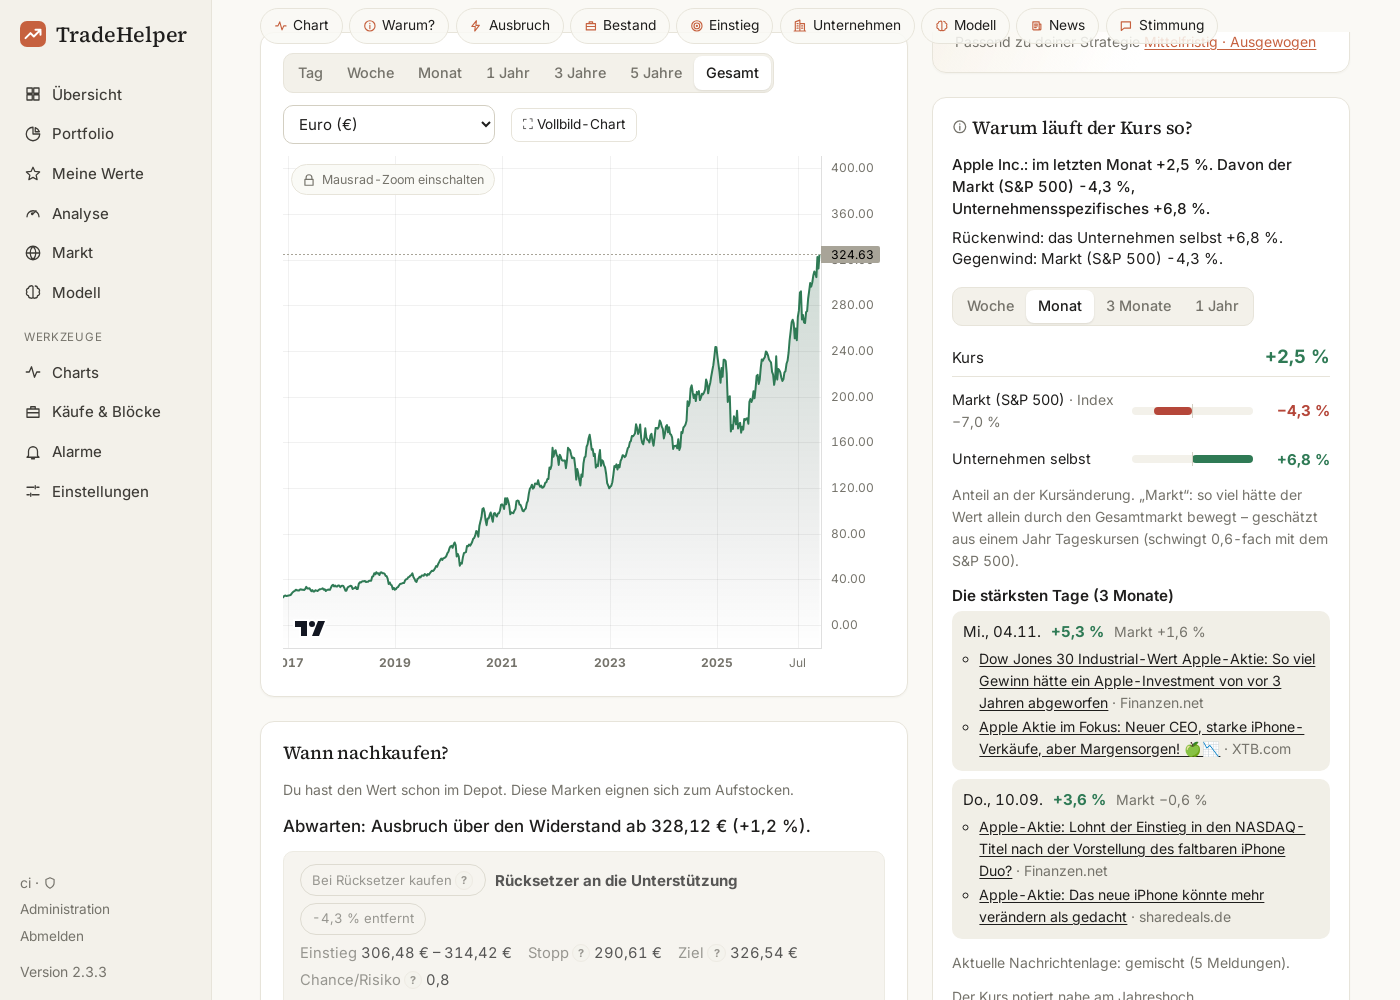 TradeHelper
Übersicht
Portfolio
Meine Werte
Analyse
Markt
Modell
WERKZEUGE
Charts
Käufe & Blöcke
Alarme
Einstellungen
ci ·
Administration
Abmelden
Version 2.3.3
Chart
Warum?
Ausbruch
Bestand
Einstieg
Unternehmen
Modell
News
Stimmung
Tag
Woche
Monat
1 Jahr
3 Jahre
5 Jahre
Gesamt
Euro (€)
Vollbild-Chart
Mausrad-Zoom einschalten
400.00
360.00
324.63
280.00
240.00
200.00
160.00
120.00
80.00
40.00
0.00
017
2019
2021
2023
2025
Jul
Wann nachkaufen?
Du hast den Wert schon im Depot. Diese Marken eignen sich zum Aufstocken.
Abwarten: Ausbruch über den Widerstand ab 328,12 € (+1,2 %).
Bei Rücksetzer kaufen ? Rücksetzer an die Unterstützung
-4,3 % entfernt
Einstieg 306,48 € – 314,42 € Stopp ? 290,61 € Ziel ? 326,54 €
Chance/Risiko ? 0,8
Passend zu deiner Strategie Mittelfristig · Ausgewogen
Warum läuft der Kurs so?
Apple Inc.: im letzten Monat +2,5 %. Davon der
Markt (S&P 500) -4,3 %,
Unternehmensspezifisches +6,8 %.
Rückenwind: das Unternehmen selbst +6,8 %.
Gegenwind: Markt (S&P 500) -4,3 %.
Woche
Monat
3 Monate
1 Jahr
Kurs +2,5 %
Markt (S&P 500) · Index
−7,0 %
−4,3 %
Unternehmen selbst +6,8 %
Anteil an der Kursänderung. „Markt“: so viel hätte der
Wert allein durch den Gesamtmarkt bewegt – geschätzt
aus einem Jahr Tageskursen (schwingt 0,6-fach mit dem
S&P 500).
Die stärksten Tage (3 Monate)
Mi., 04.11. +5,3 % Markt +1,6 %
Dow Jones 30 Industrial-Wert Apple-Aktie: So viel
Gewinn hätte ein Apple-Investment von vor 3
Jahren abgeworfen · Finanzen.net
Apple Aktie im Fokus: Neuer CEO, starke iPhone-
Verkäufe, aber Margensorgen! 🍏📉 · XTB.com
Do., 10.09. +3,6 % Markt −0,6 %
Apple-Aktie: Lohnt der Einstieg in den NASDAQ-
Titel nach der Vorstellung des faltbaren iPhone
Duo? · Finanzen.net
Apple-Aktie: Das neue iPhone könnte mehr
verändern als gedacht · sharedeals.de
Aktuelle Nachrichtenlage: gemischt (5 Meldungen).
Der Kurs notiert nahe am Jahreshoch